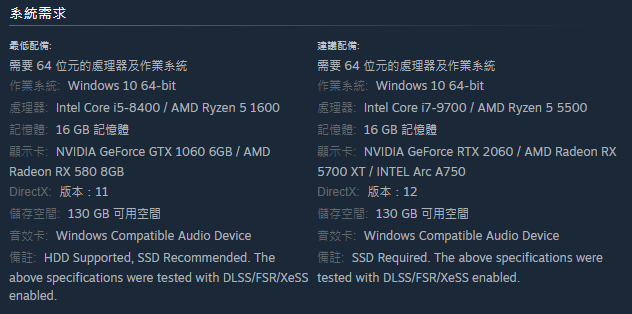 系統需求
最低配備:
需要 64 位元的處理器及作業系統
作業系統: Windows 10 64-bit
處理器: Intel Core i5-8400 / AMD Ryzen 5 1600
記憶體: 16 GB 記憶體
顯示卡: NVIDIA GeForce GTX 1060 6GB / AMD
Radeon RX 580 8GB
DirectX: 版本：11
儲存空間: 130 GB 可用空間
音效卡: Windows Compatible Audio Device
備註: HDD Supported, SSD Recommended. The
above specifications were tested with DLSS/FSR/XeSS
enabled.
建議配備:
需要 64 位元的處理器及作業系統
作業系統: Windows 10 64-bit
處理器: Intel Core i7-9700 / AMD Ryzen 5 5500
記憶體: 16 GB 記憶體
顯示卡: NVIDIA GeForce RTX 2060 / AMD Radeon RX
5700 XT / INTEL Arc A750
DirectX: 版本：12
儲存空間: 130 GB 可用空間
音效卡: Windows Compatible Audio Device
備註: SSD Required. The above specifications were
tested with DLSS/FSR/XeSS enabled.